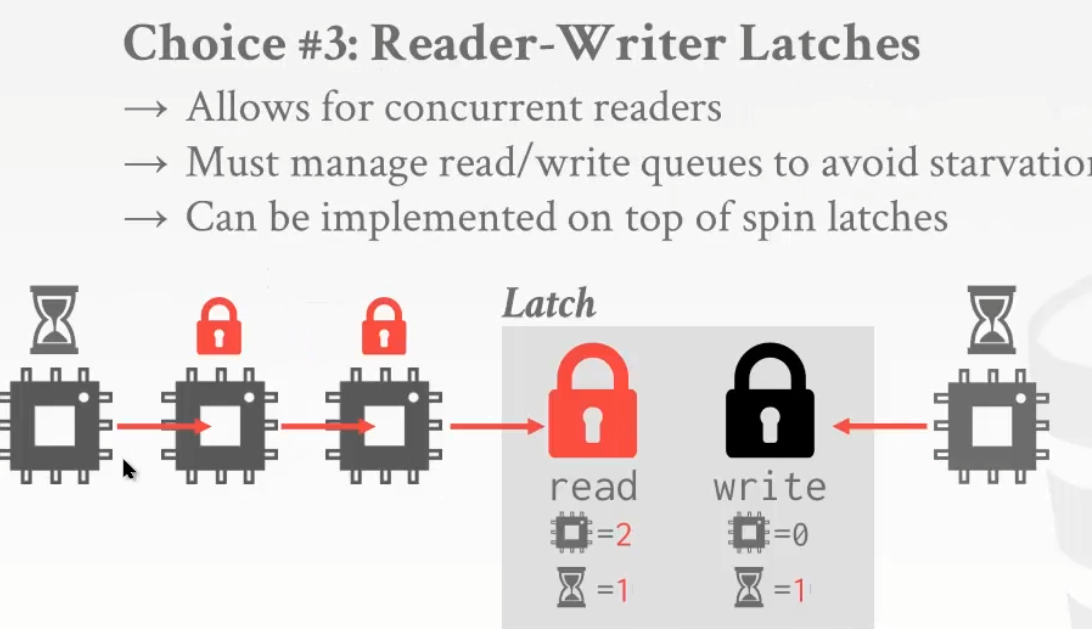 Choice #3: Reader-Writer Latches
→ Allows for concurrent readers
→ Must manage read/write queues to avoid starvatio
→ Can be implemented on top of spin latches
Latch
read write
=2 =0
=1 =1